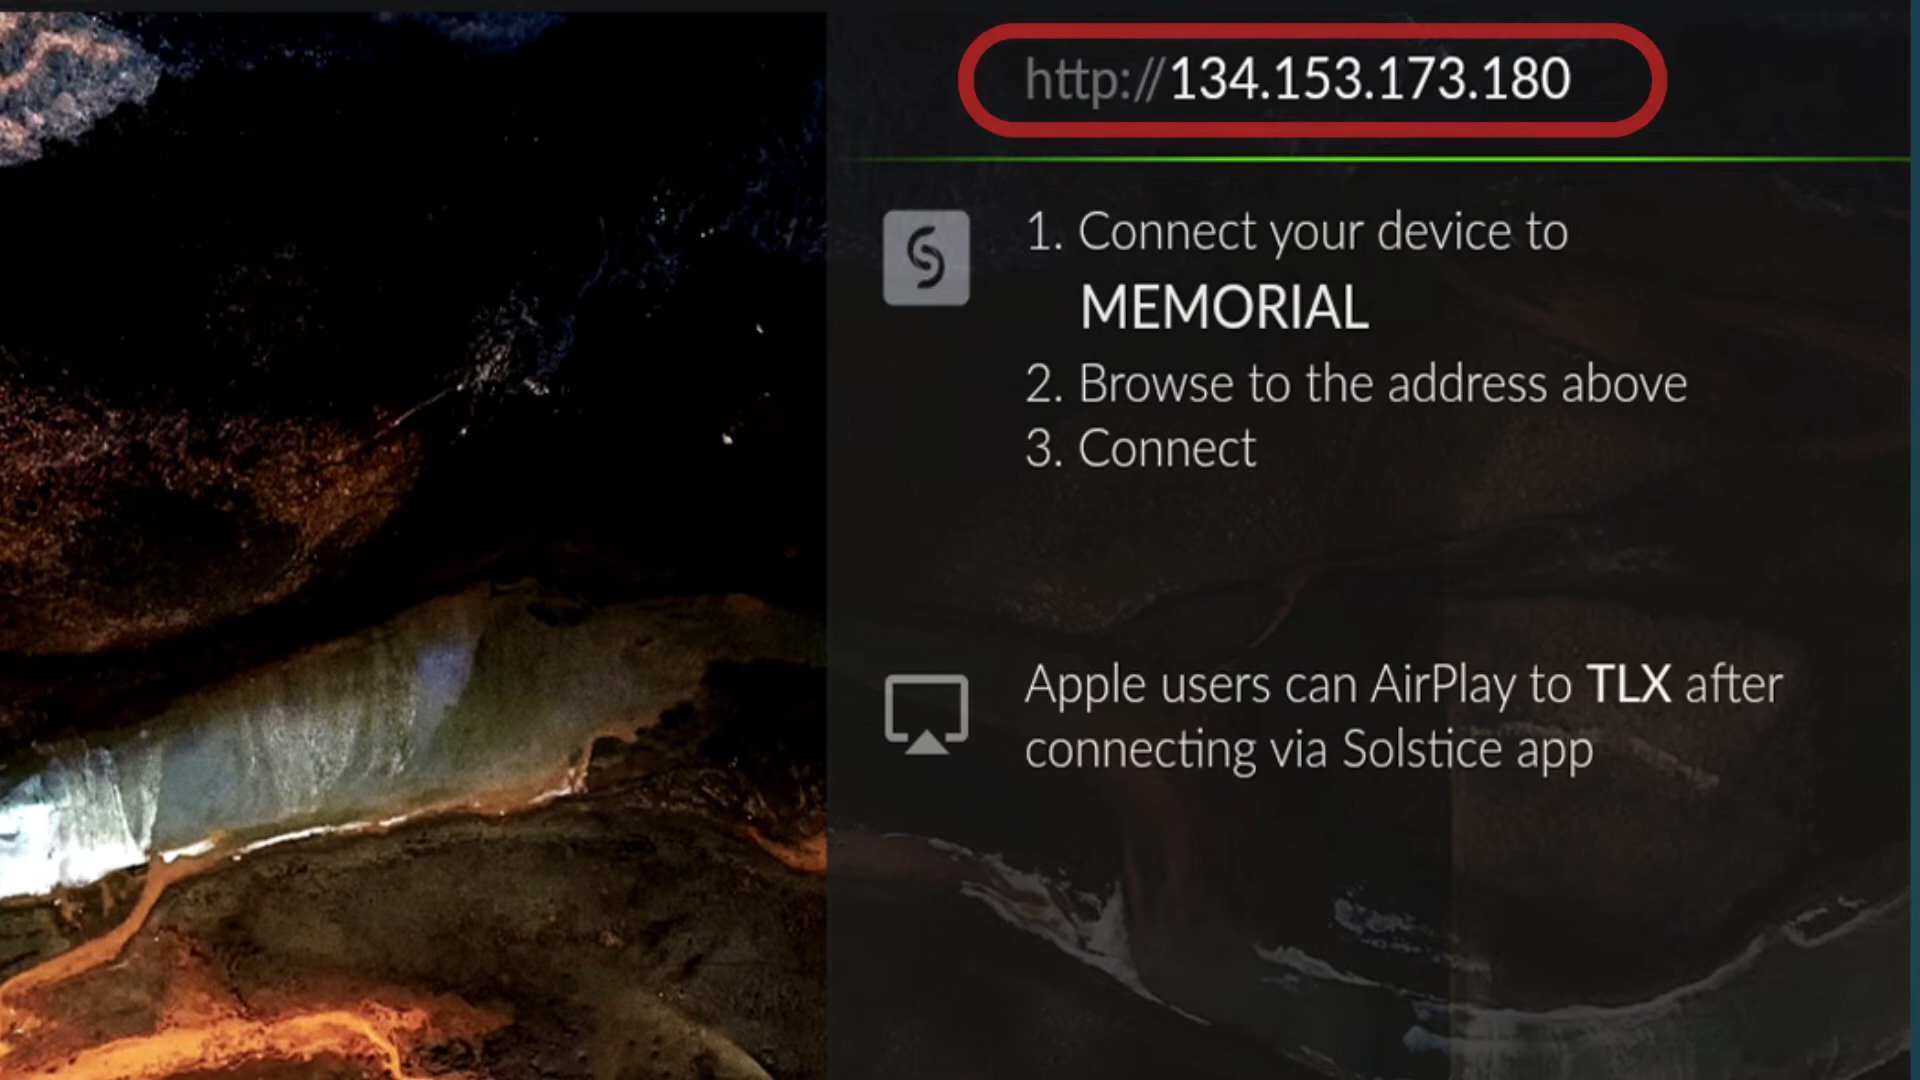 http://134.153.173.180
1. Connect your device to
MEMORIAL
2. Browse to the address above
3. Connect
Apple users can AirPlay to TLX after
connecting via Solstice app